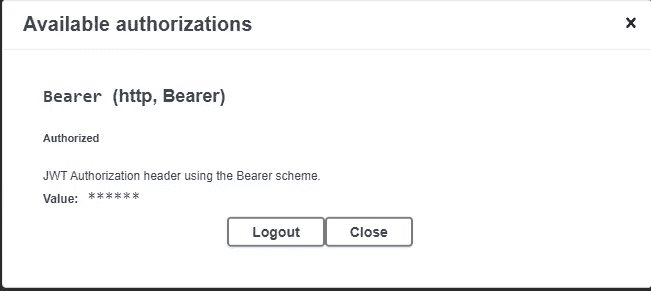 Available authorizations ×
Bearer (http, Bearer)
Authorized
JWT Authorization header using the Bearer scheme.
Value: ******
Logout Close